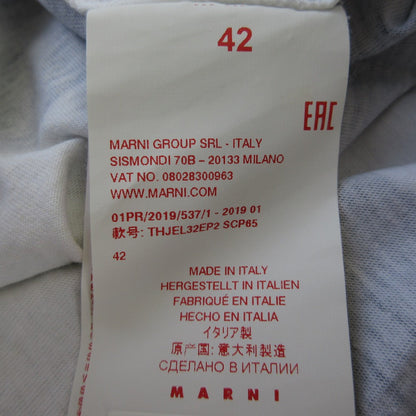 42
EAC
MARNI GROUP SRL - ITALY
SISMONDI 70B – 20133 MILANO
VAT NO. 08028300963
WWW.MARNI.COM
01PR/2019/537/1 - 2019 01
款号: THJEL32EP2 SCP65
42
MADE IN ITALY
HERGESTELLT IN ITALIEN
FABRIQUÉ EN ITALIE
HECHO EN ITALIA
イタリア製
原产国: 意大利製造
СДЕЛАНО В ИТАЛИИ
MARNI